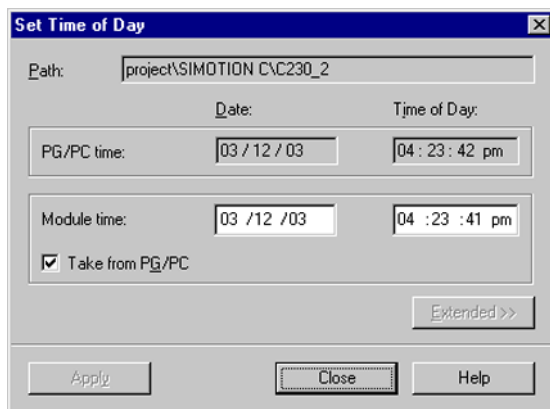 Set Time of Day
Path: project\SIMOTION C\C230_2
Date: Time of Day:
PG/PC time: 03 / 12 / 03 04 : 23 : 42 pm
Module time: 03 /12 /03 04 :23 :41 pm
Take from PG/PC
Extended >>
Apply Close Help